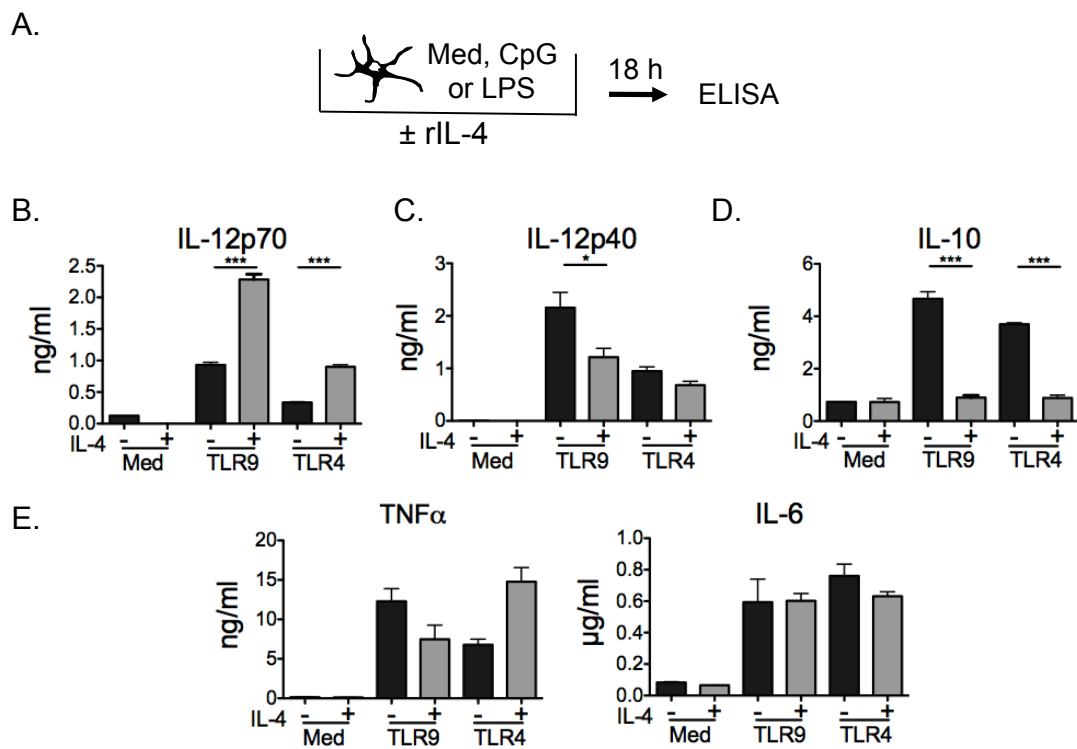 A.
Med, CpG
or LPS
18 h
ELISA
± rIL-4
B.
C.
D.
IL-12p70
IL-12p40
IL-10
***
***
*
***
***
ng/ml
2.5
2.0
1.5
1.0
0.5
0.0
ng/ml
3
2
1
0
ng/ml
6
4
2
0
IL-4 - + - + - +
Med TLR9 TLR4
IL-4 - + - + - +
Med TLR9 TLR4
IL-4 - + - + - +
Med TLR9 TLR4
E.
TNFα
IL-6
ng/ml
20
15
10
5
0
µg/ml
1.0
0.8
0.6
0.4
0.2
0.0
IL-4 - + - + - +
Med TLR9 TLR4
IL-4 - + - + - +
Med TLR9 TLR4